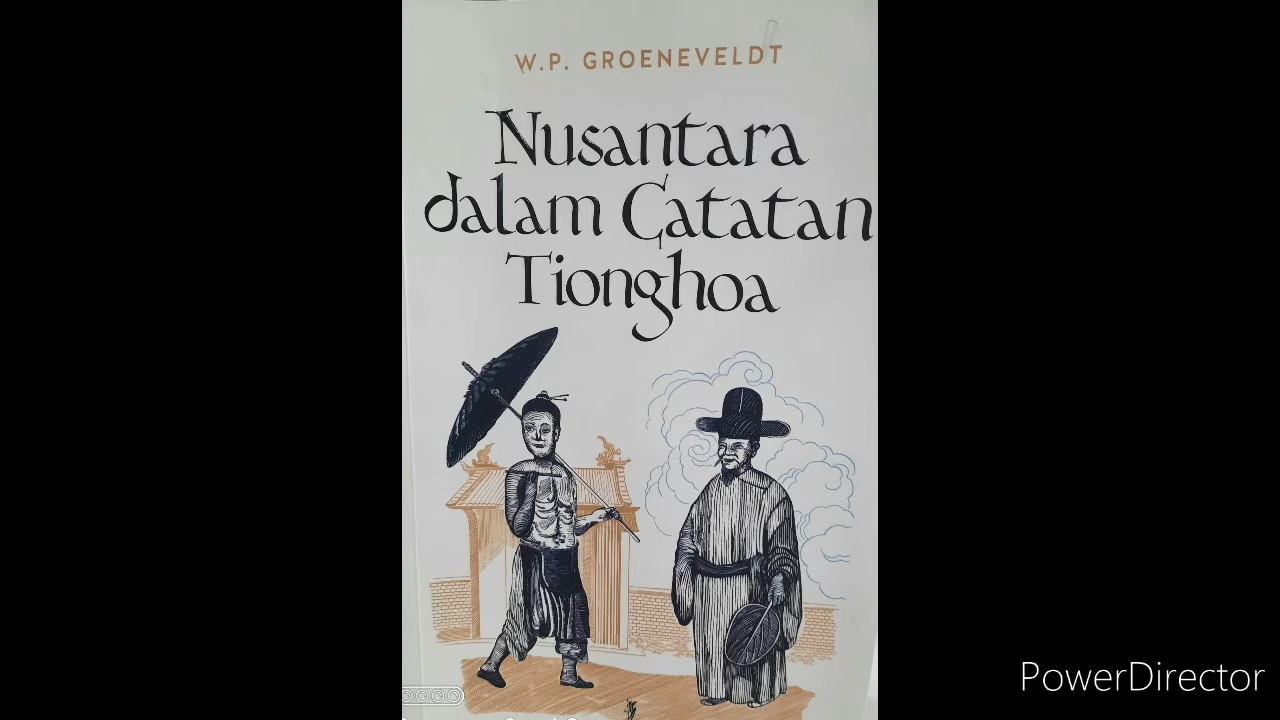 W.P. GROENEVELDT
Nusantara
dalam Catatan
Tionghoa
PowerDirector